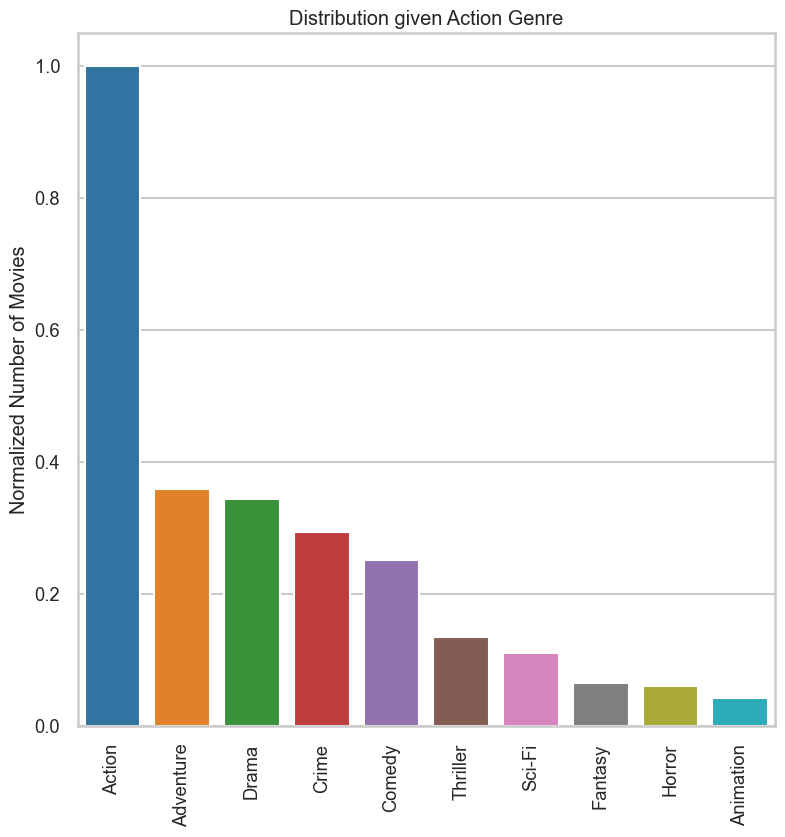 Distribution given Action Genre
Normalized Number of Movies
1.0
0.8
0.6
0.4
0.2
0.0
Action
Adventure
Drama
Crime
Comedy
Thriller
Sci-Fi
Fantasy
Horror
Animation